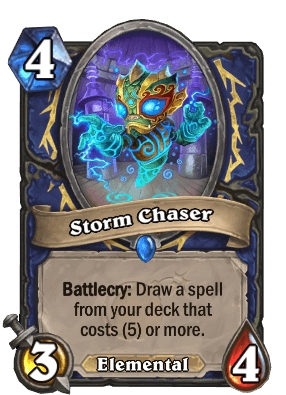 4
Storm Chaser
Battlecry: Draw a spell
from your deck that
costs (5) or more.
3
Elemental
4